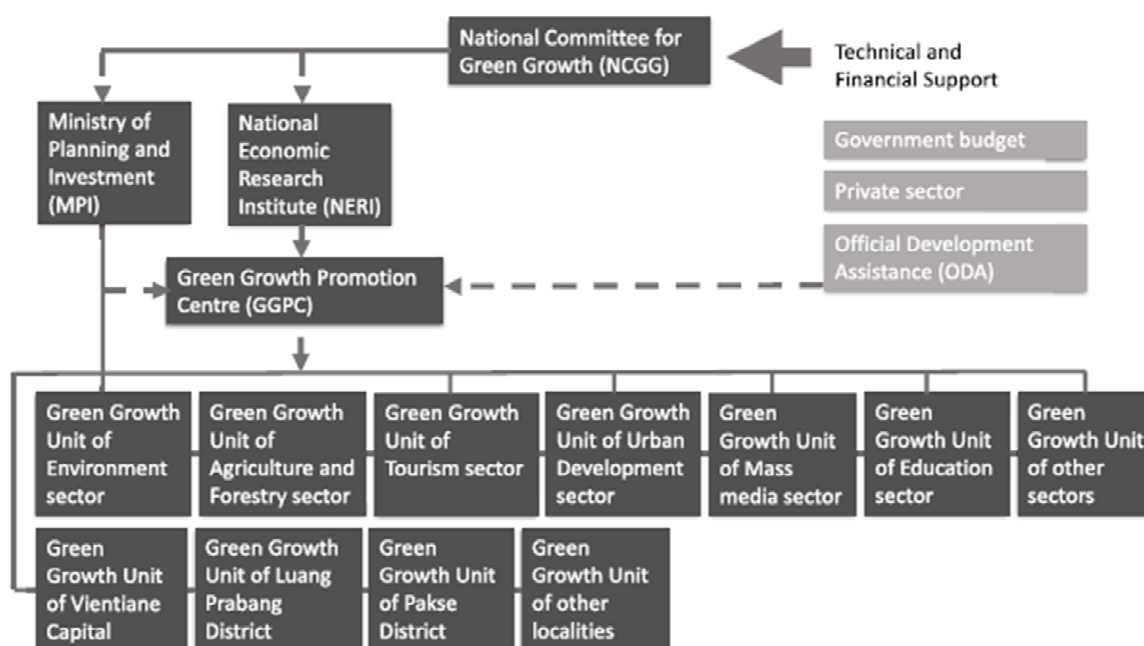 National Committee for
Green Growth (NCGG)
Technical and
Financial Support
Ministry of
Planning and
Investment
(MPI)
National
Economic
Research
Institute (NERI)
Government budget
Private sector
Official Development
Assistance (ODA)
Green Growth Promotion
Centre (GGPC)
Green Growth
Unit of
Environment
sector
Green Growth
Unit of
Agriculture and
Forestry sector
Green Growth
Unit of
Tourism sector
Green Growth
Unit of Urban
Development
sector
Green
Growth Unit
of Mass
media sector
Green
Growth Unit
of Education
sector
Green
Growth Unit
of other
sectors
Green
Growth Unit
of Vientiane
Capital
Green Growth
Unit of Luang
Prabang
District
Green
Growth Unit
of Pakse
District
Green
Growth Unit
of other
localities